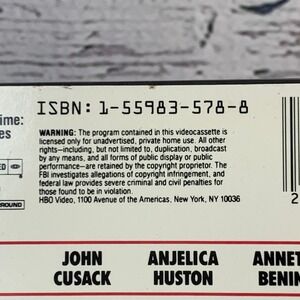 ime:
es
ISBN: 1-55983-578-8
WARNING: The program contained in this videocassette is
licensed only for unadvertised, private home use. All other
rights—including, but not limited to, duplication, broadcast
by any means, and all forms of public display or public
performance—are retained by the copyright proprietor. The
FBI investigates allegations of copyright infringement, and
federal law provides severe criminal and civil penalties for
those found to be in violation.
HBO Video, 1100 Avenue of the Americas, New York, NY 10036
ED
ROUND
2
JOHN ANJELICA ANNET
CUSACK HUSTON BENIN